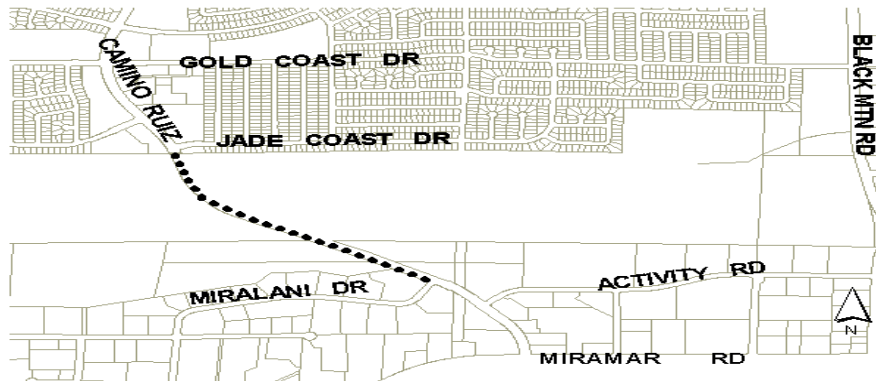 CAMINO RUIZ
GOLD COAST DR
BLACK MTN RD
JADE COAST DR
MIRALANI DR
ACTIVITY RD
N
MIRAMAR RD